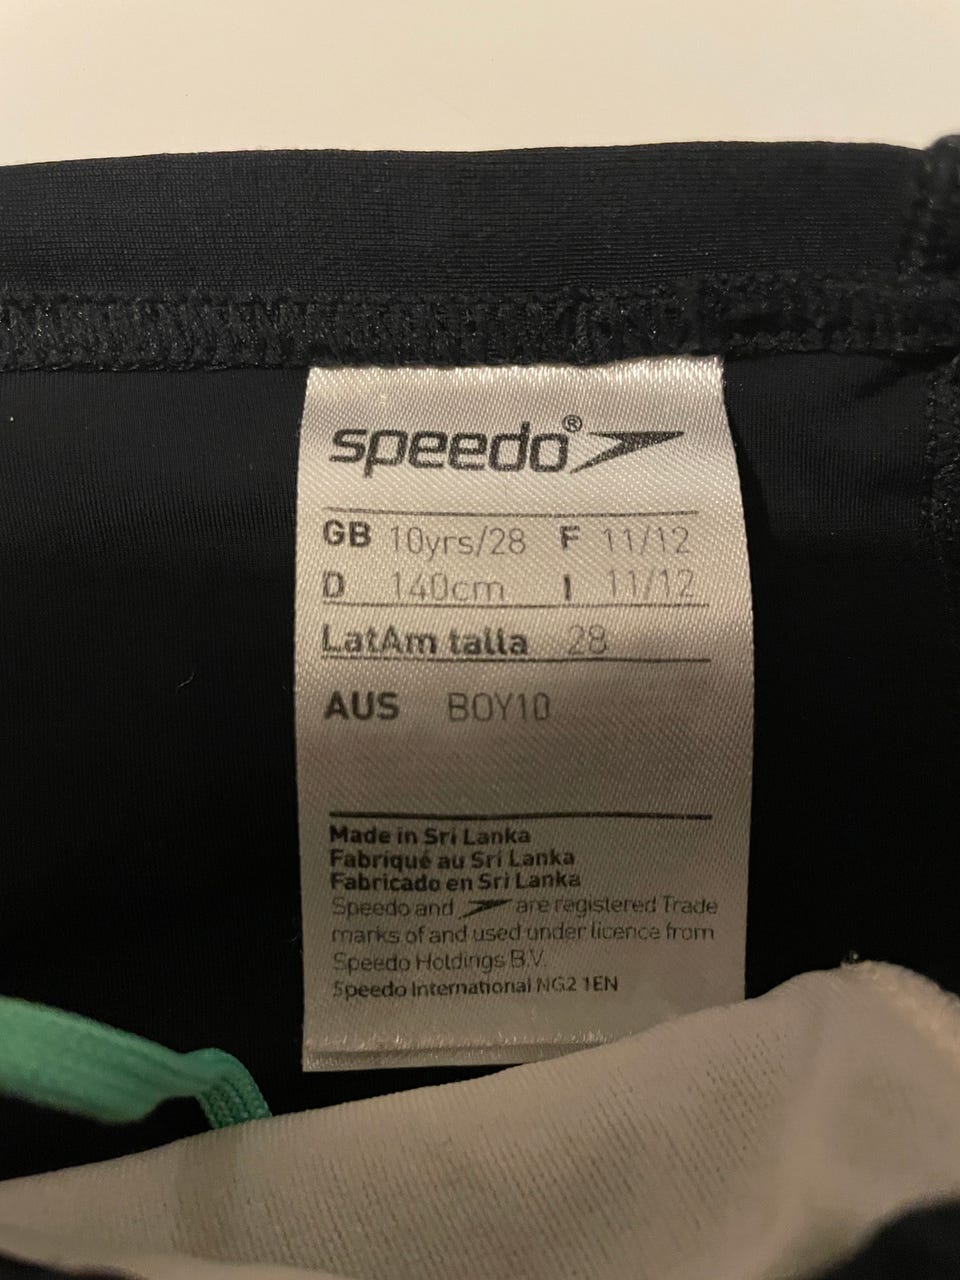 speedo®
GB 10yrs/28 F 11/12
D 140cm I 11/12
LatAm talla 28
AUS BOY10
Made in Sri Lanka
Fabriqué au Sri Lanka
Fabricado en Sri Lanka
Speedo and are registered Trade
marks of and used under licence from
Speedo Holdings B.V.
Speedo International NG2 1EN